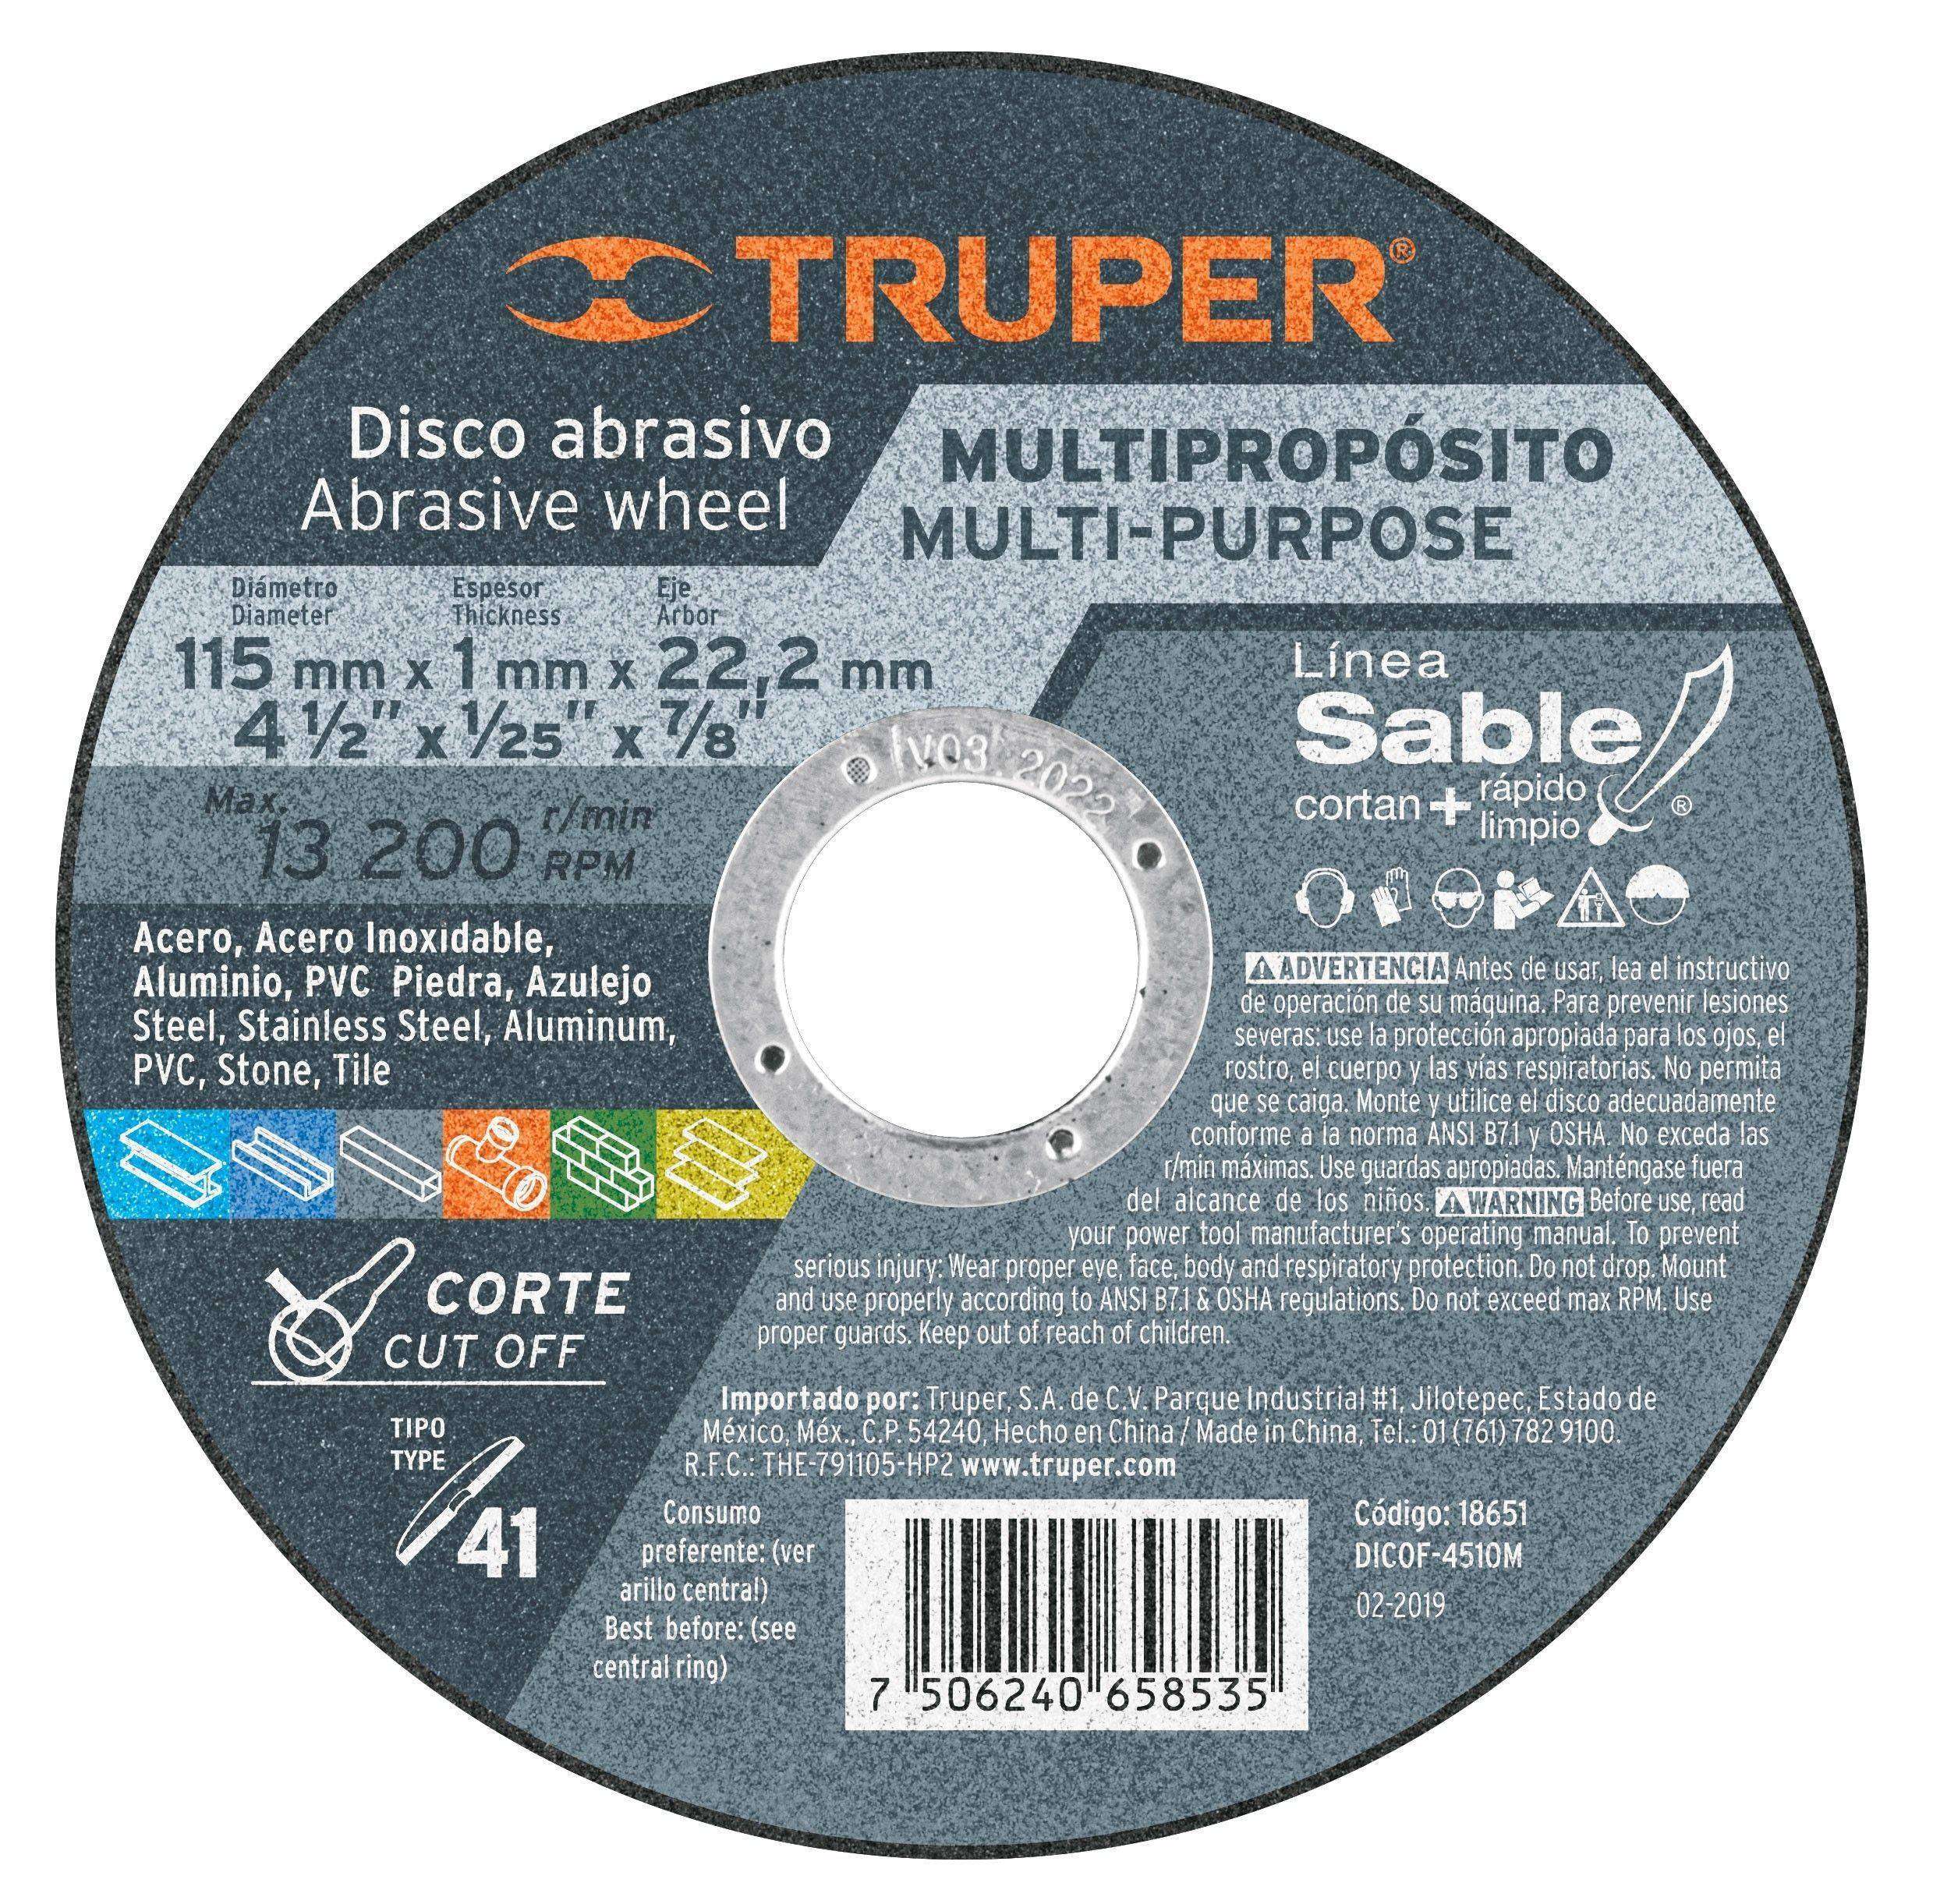 TRUPER®
Disco abrasivo
Abrasive wheel
MULTIPROPÓSITO
MULTI-PURPOSE
Diámetro Espesor Eje
Diameter Thickness Arbor
115 mm x 1 mm x 22,2 mm
4 1/2" x 1/25" x 7/8"
Max. 13 200 r/min
RPM
V03.2022
Línea
Sable
cortan + rápido
limpio ®
Acero, Acero Inoxidable,
Aluminio, PVC Piedra, Azulejo
Steel, Stainless Steel, Aluminum,
PVC, Stone, Tile
CORTE
CUT OFF
TIPO
TYPE
41
ADVERTENCIA Antes de usar, lea el instructivo
de operación de su máquina. Para prevenir lesiones
severas: use la protección apropiada para los ojos, el
rostro, el cuerpo y las vías respiratorias. No permita
que se caiga. Monte y utilice el disco adecuadamente
conforme a la norma ANSI B7.1 y OSHA. No exceda las
r/min máximas. Use guardas apropiadas. Manténgase fuera
del alcance de los niños. WARNING Before use, read
your power tool manufacturer's operating manual. To prevent
serious injury: Wear proper eye, face, body and respiratory protection. Do not drop. Mount
and use properly according to ANSI B7.1 & OSHA regulations. Do not exceed max RPM. Use
proper guards. Keep out of reach of children.
Importado por: Truper, S.A. de C.V. Parque Industrial #1, Jilotepec, Estado de
México, Méx., C.P. 54240, Hecho en China / Made in China, Tel.: 01 (761) 782 9100.
R.F.C.: THE-791105-HP2 www.truper.com
Consumo
preferente: (ver
arillo central)
Best before: (see
central ring)
7 506240 658535
Código: 18651
DICOF-4510M
02-2019